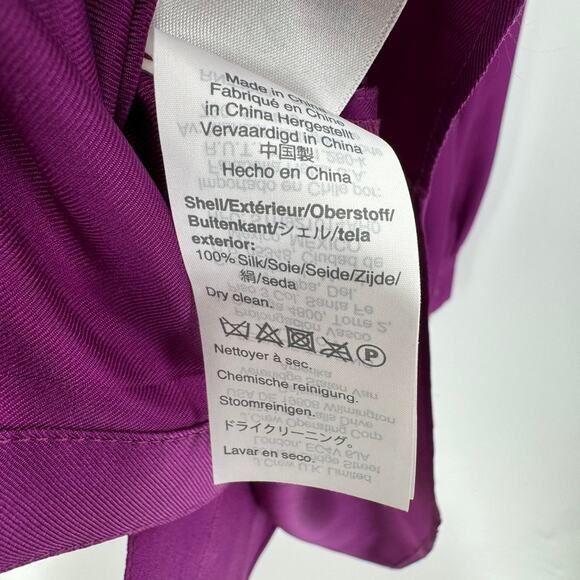 Made in China
Fabriqué en Chine
in China Hergestellt
Vervaardigd in China
中国製
Hecho en China
Shell/Extérieur/Oberstoff/
Buitenkant/シェル/tela
exterior:
100% Silk/Soie/Seide/Zijde/
絹/seda
Dry clean.
Nettoyer à sec.
Chemische reinigung.
Stoomreinigen.
ドライクリーニング。
Lavar en seco.